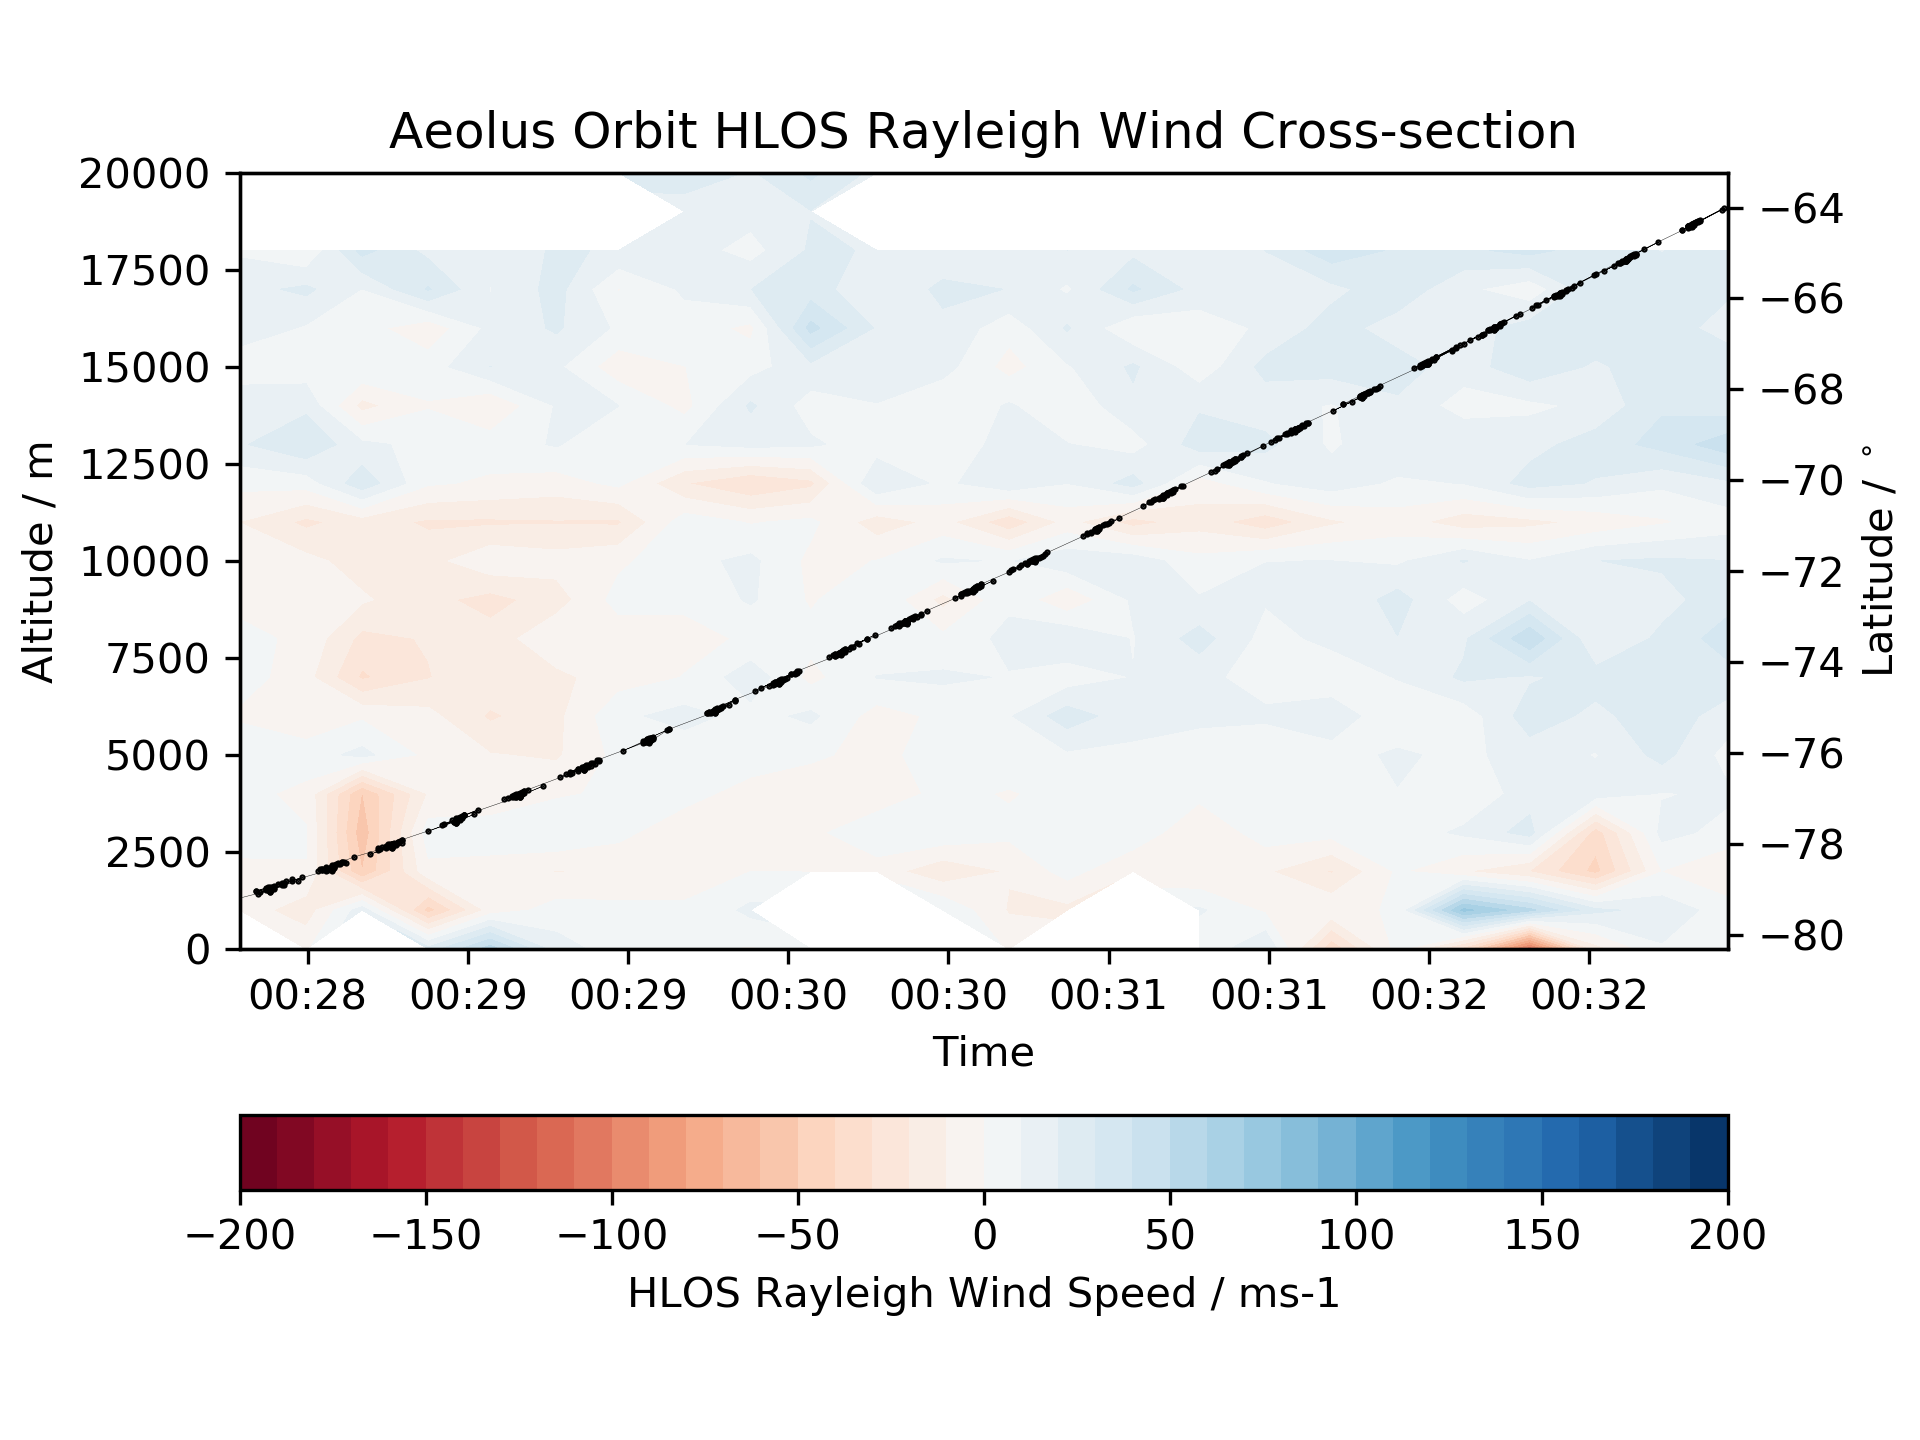 Aeolus Orbit HLOS Rayleigh Wind Cross-section
20000
17500
15000
12500
10000
7500
5000
2500
0
Altitude / m
−64
−66
−68
−70
−72
−74
−76
−78
−80
Latitude / °
00:28 00:29 00:29 00:30 00:30 00:31 00:31 00:32 00:32
Time
−200 −150 −100 −50 0 50 100 150 200
HLOS Rayleigh Wind Speed / ms-1